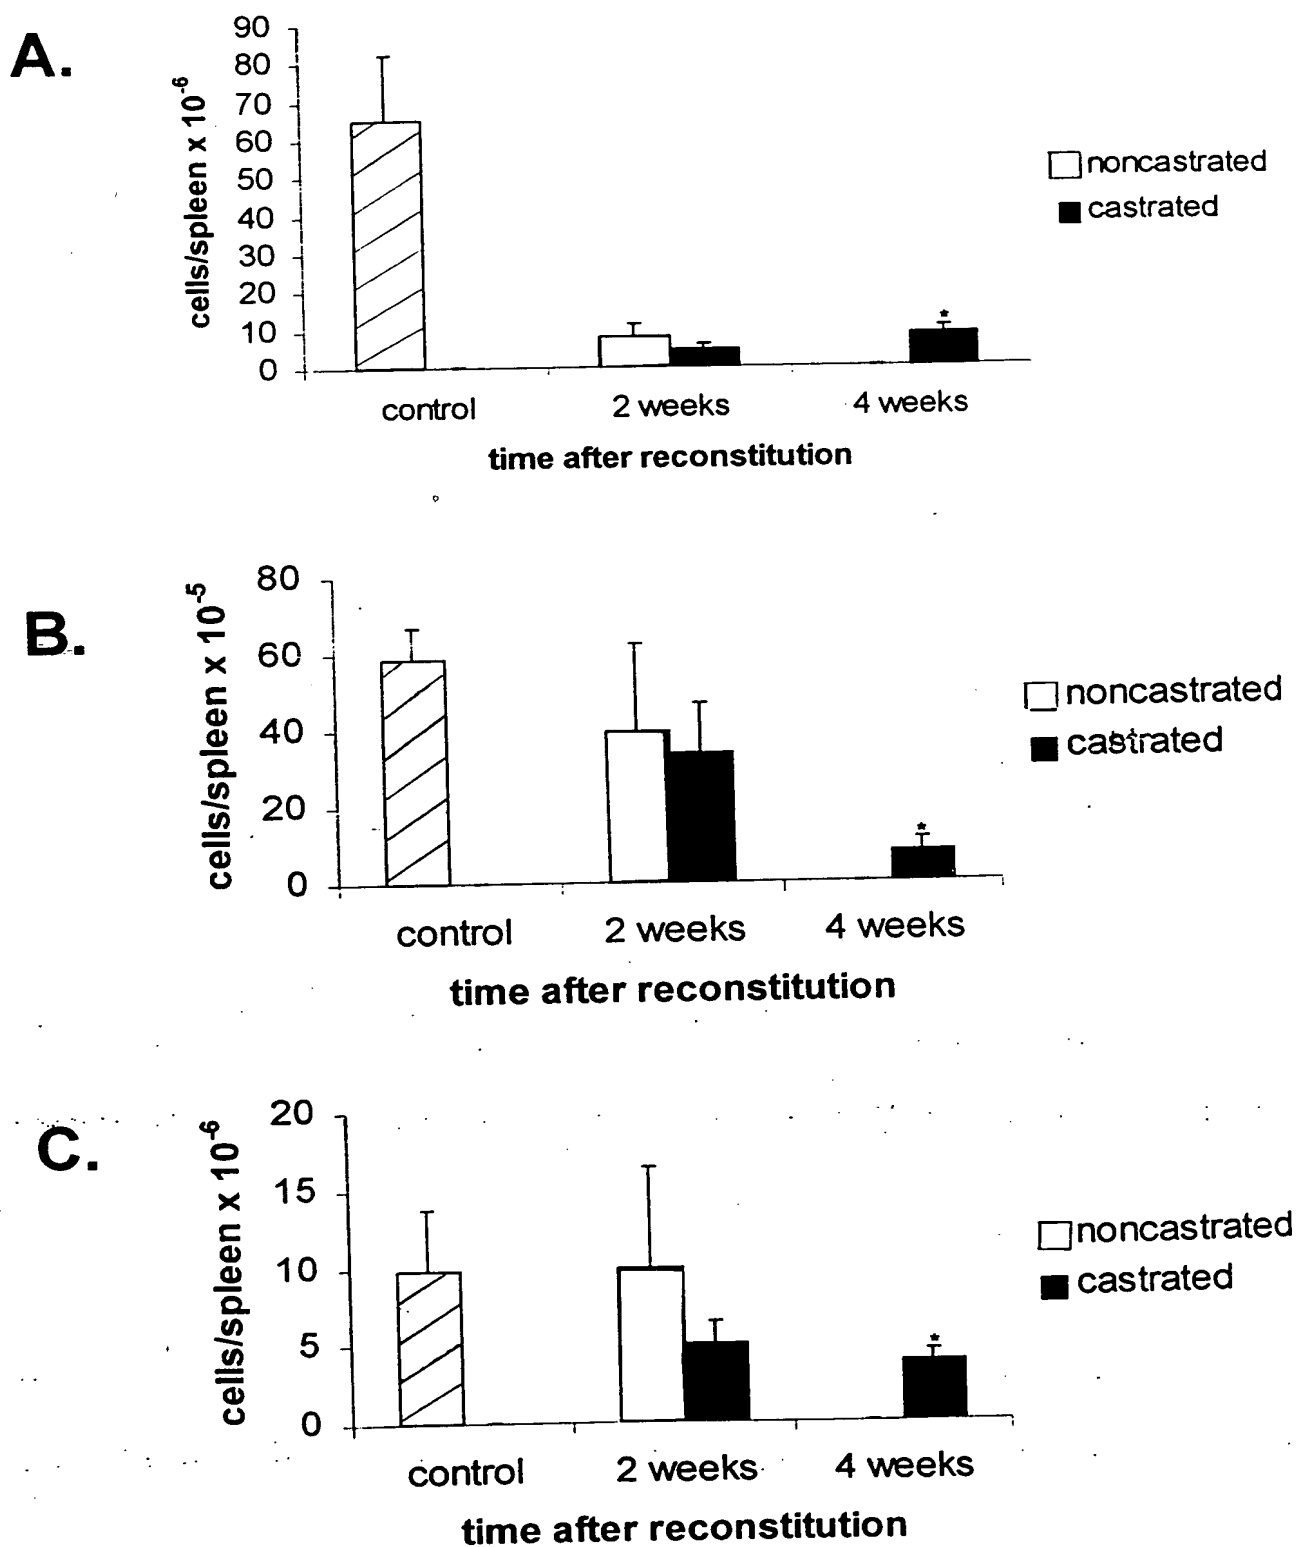 A.
cells/spleen x 10-6
90
80
70
60
50
40
30
20
10
0
*
noncastrated
castrated
control
2 weeks
4 weeks
time after reconstitution
B.
cells/spleen x 10-5
80
60
40
20
0
*
noncastrated
castrated
control
2 weeks
4 weeks
time after reconstitution
C.
cells/spleen x 10-6
20
15
10
5
0
*
noncastrated
castrated
control
2 weeks
4 weeks
time after reconstitution